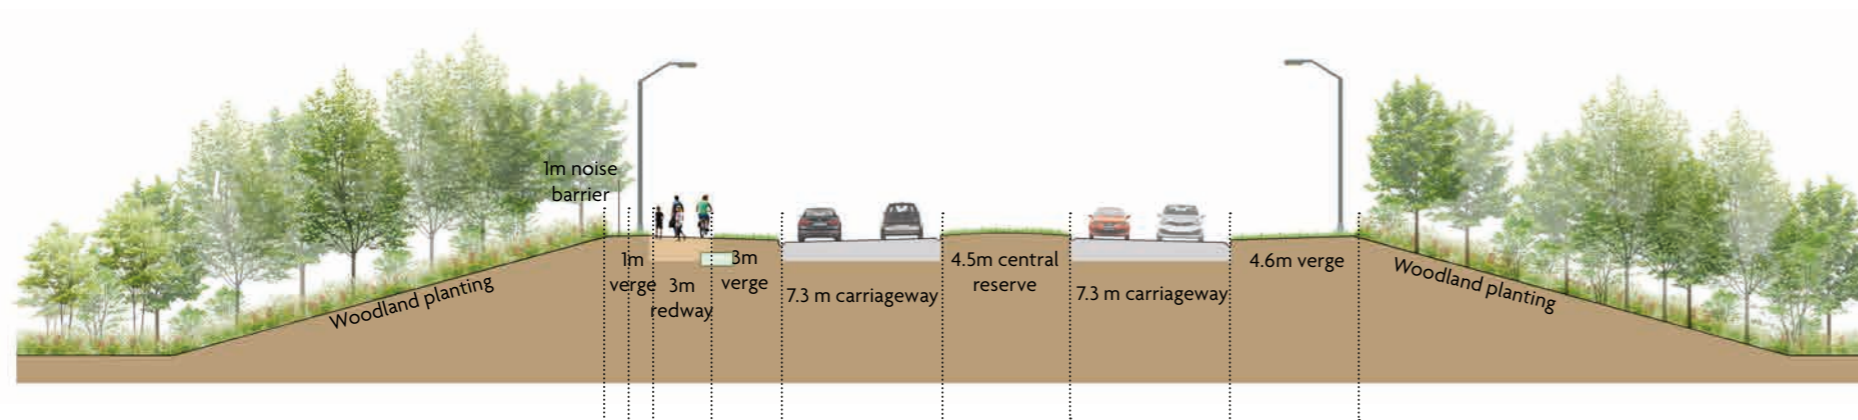 1m noise
barrier
Woodland planting
1m
verge
3m
redway
3m
verge
7.3 m carriageway
4.5m central
reserve
7.3 m carriageway
4.6m verge
Woodland planting